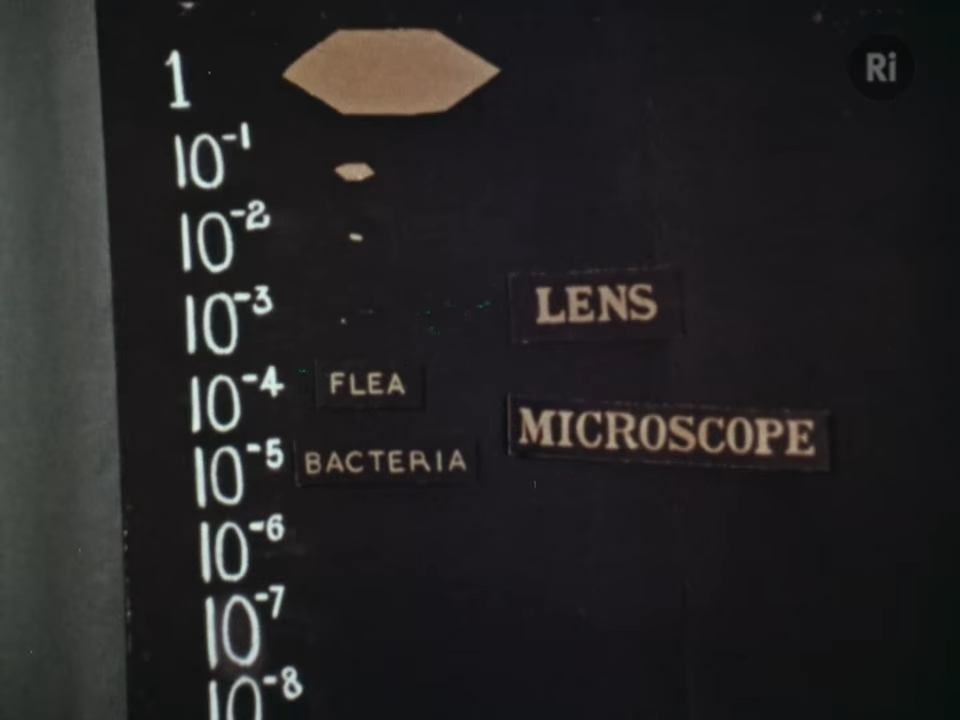 Ri
1
10⁻¹
10⁻²
10⁻³
LENS
10⁻⁴
FLEA
MICROSCOPE
10⁻⁵
BACTERIA
10⁻⁶
10⁻⁷
10⁻⁸